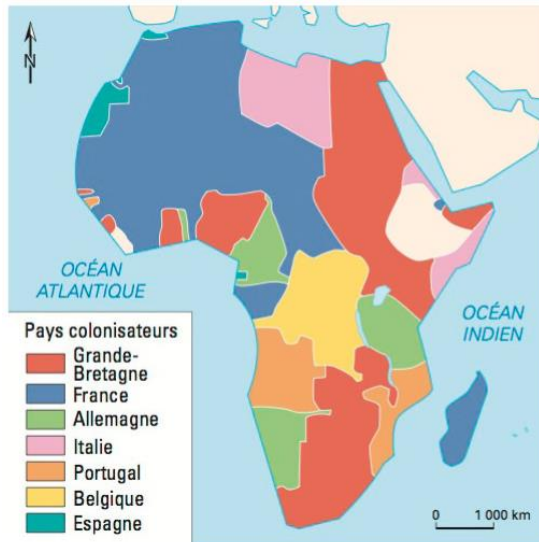 N
OCÉAN
ATLANTIQUE
OCÉAN
INDIEN
Pays colonisateurs
Grande-
Bretagne
France
Allemagne
Italie
Portugal
Belgique
Espagne
0 1 000 km